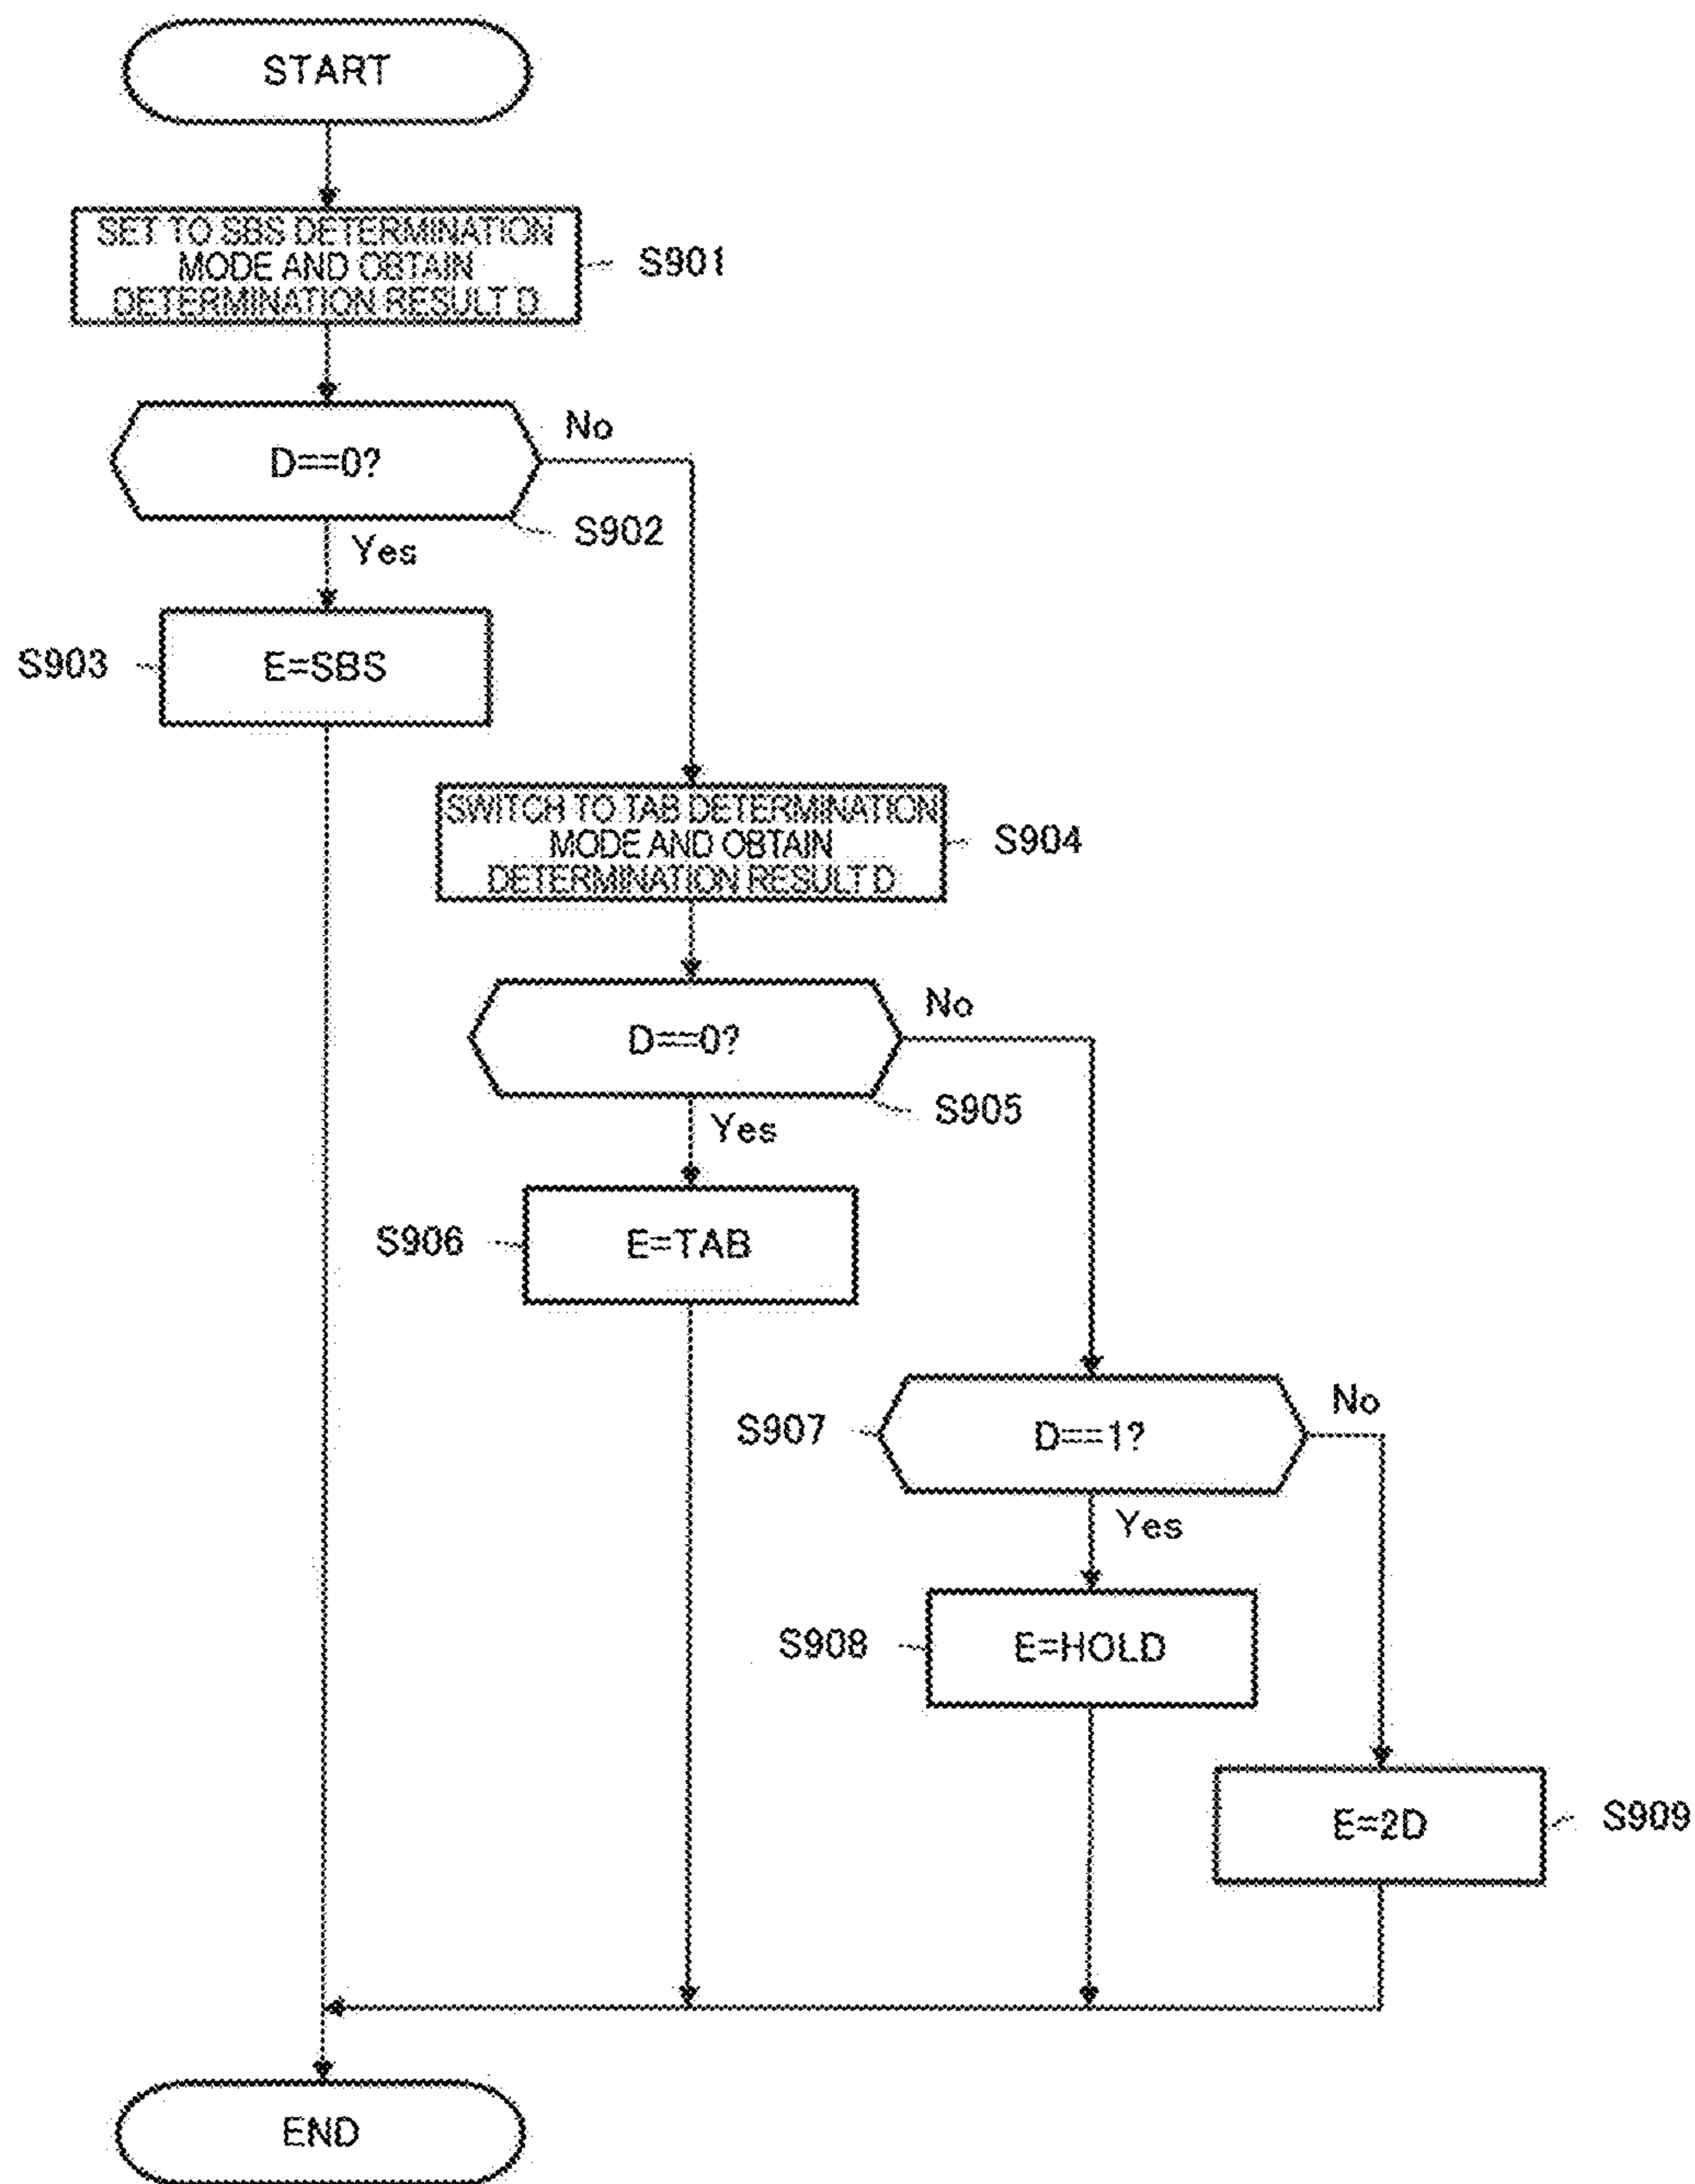 START
SET TO SBS DETERMINATION
MODE AND OBTAIN
DETERMINATION RESULT D
S901
D==0?
No
S902
Yes
S903
E=SBS
SWITCH TO TAB DETERMINATION
MODE AND OBTAIN
DETERMINATION RESULT D
S904
D==0?
No
S905
Yes
S906
E=TAB
S907
D==1?
No
Yes
S908
E=HOLD
E=2D
S909
END